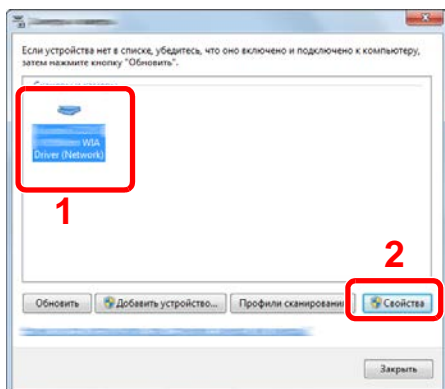 Если устройства нет в списке, убедитесь, что оно включено и подключено к компьютеру,
затем нажмите кнопку "Обновить".
WIA
Driver (Network)
1
2
Обновить
Добавить устройство...
Профили сканирования
Свойства
Закрыть